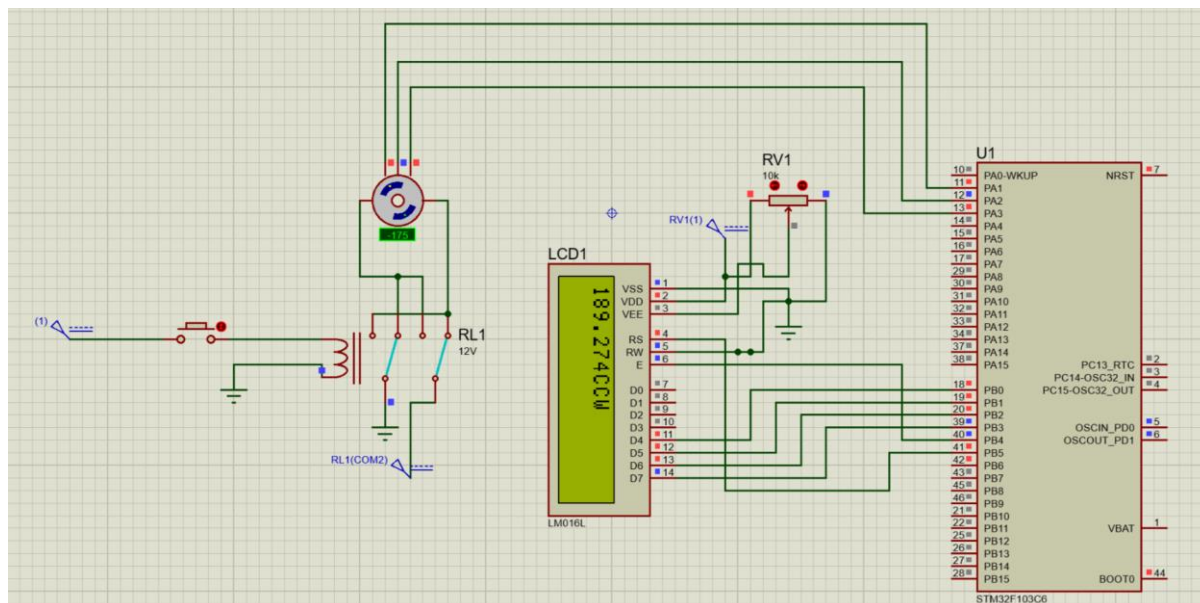 U1
10 PA0-WKUP NRST 7
11 PA1
12 PA2
13 PA3
14 PA4
15 PA5
16 PA6
17 PA7
29 PA8
30 PA9
31 PA10
32 PA11
33 PA12
34 PA13
37 PA14
38 PA15
PC13_RTC 2
PC14-OSC32_IN 3
PC15-OSC32_OUT 4
18 PB0
19 PB1
20 PB2
39 PB3
40 PB4
41 PB5
42 PB6
43 PB7
45 PB8
46 PB9
21 PB10
22 PB11
25 PB12
26 PB13
27 PB14
28 PB15
OSCIN_PD0 5
OSCOUT_PD1 6
VBAT 1
BOOT0 44
STM32F103C6
RV1
10k
RV1(1)
LCD1
189.274CCW
VSS 1
VDD 2
VEE 3
RS 4
RW 5
E 6
D0 7
D1 8
D2 9
D3 10
D4 11
D5 12
D6 13
D7 14
LM016L
-175
(1)
RL1
12V
RL1(COM2)